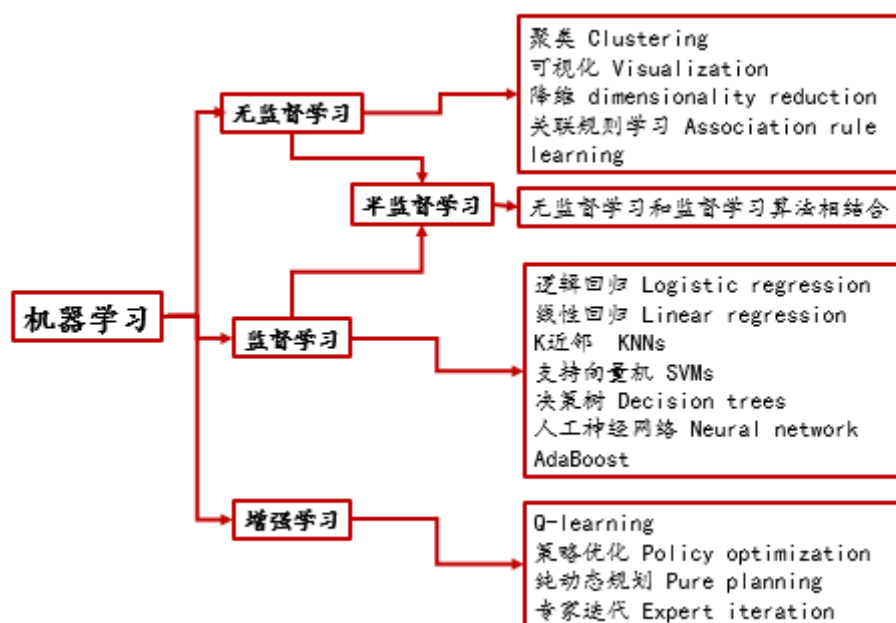 机器学习
无监督学习
聚类 Clustering
可视化 Visualization
降维 dimensionality reduction
关联规则学习 Association rule
learning
半监督学习
无监督学习和监督学习算法相结合
监督学习
逻辑回归 Logistic regression
线性回归 Linear regression
K近邻 KNNs
支持向量机 SVMs
决策树 Decision trees
人工神经网络 Neural network
AdaBoost
增强学习
Q-learning
策略优化 Policy optimization
纯动态规划 Pure planning
专家迭代 Expert iteration